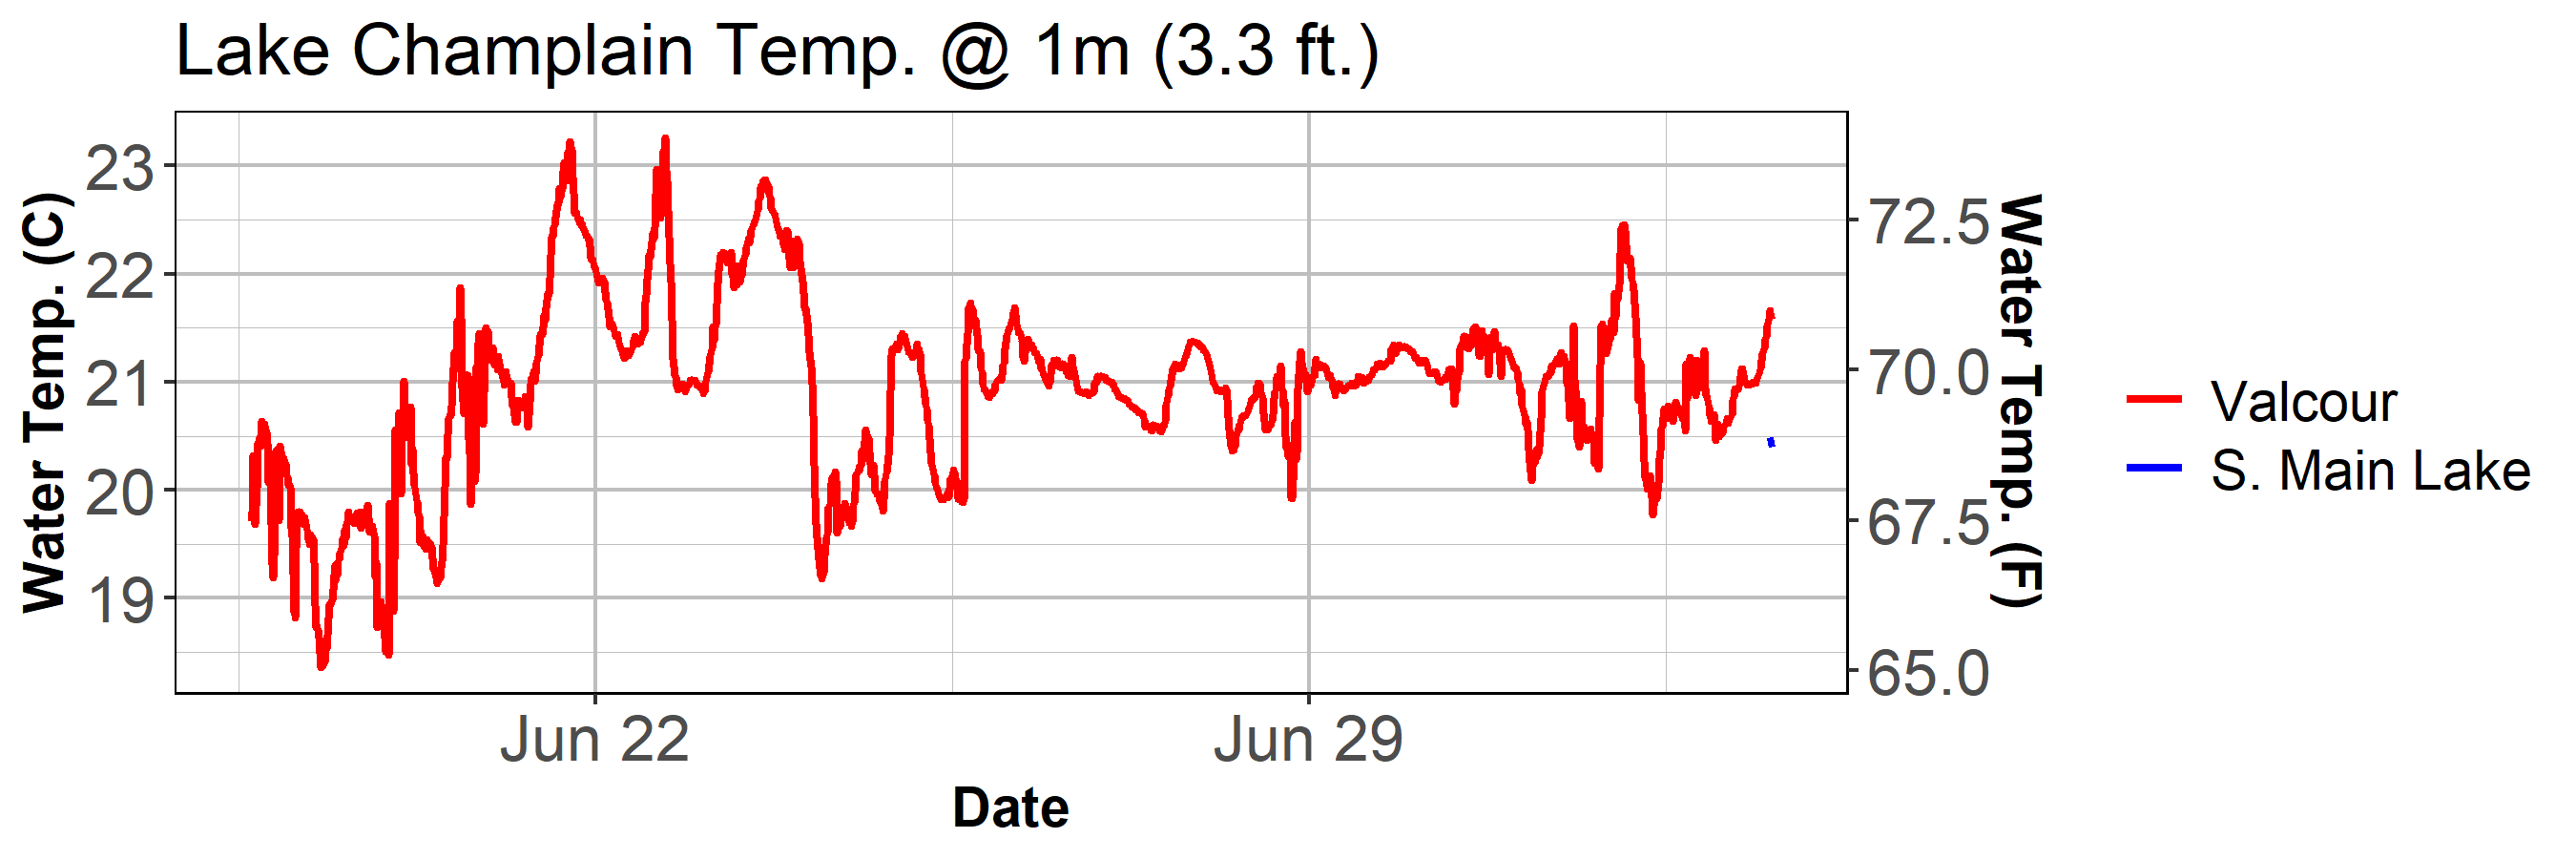 Lake Champlain Temp. @ 1m (3.3 ft.)
Water Temp. (C)
23
22
21
20
19
72.5
70.0
67.5
65.0
Water Temp. (F)
Jun 22
Jun 29
Date
Valcour
S. Main Lake